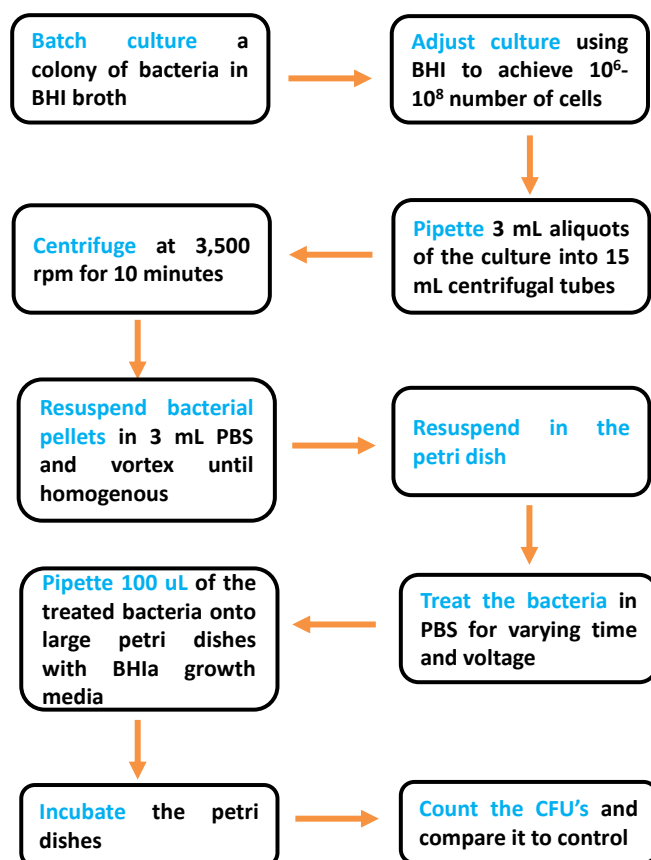 Batch culture a
colony of bacteria in
BHI broth
Adjust culture using
BHI to achieve 10⁶-
10⁸ number of cells
Pipette 3 mL aliquots
of the culture into 15
mL centrifugal tubes
Centrifuge at 3,500
rpm for 10 minutes
Resuspend bacterial
pellets in 3 mL PBS
and vortex until
homogenous
Resuspend in the
petri dish
Treat the bacteria in
PBS for varying time
and voltage
Pipette 100 uL of the
treated bacteria onto
large petri dishes
with BHIa growth
media
Incubate the petri
dishes
Count the CFU's and
compare it to control